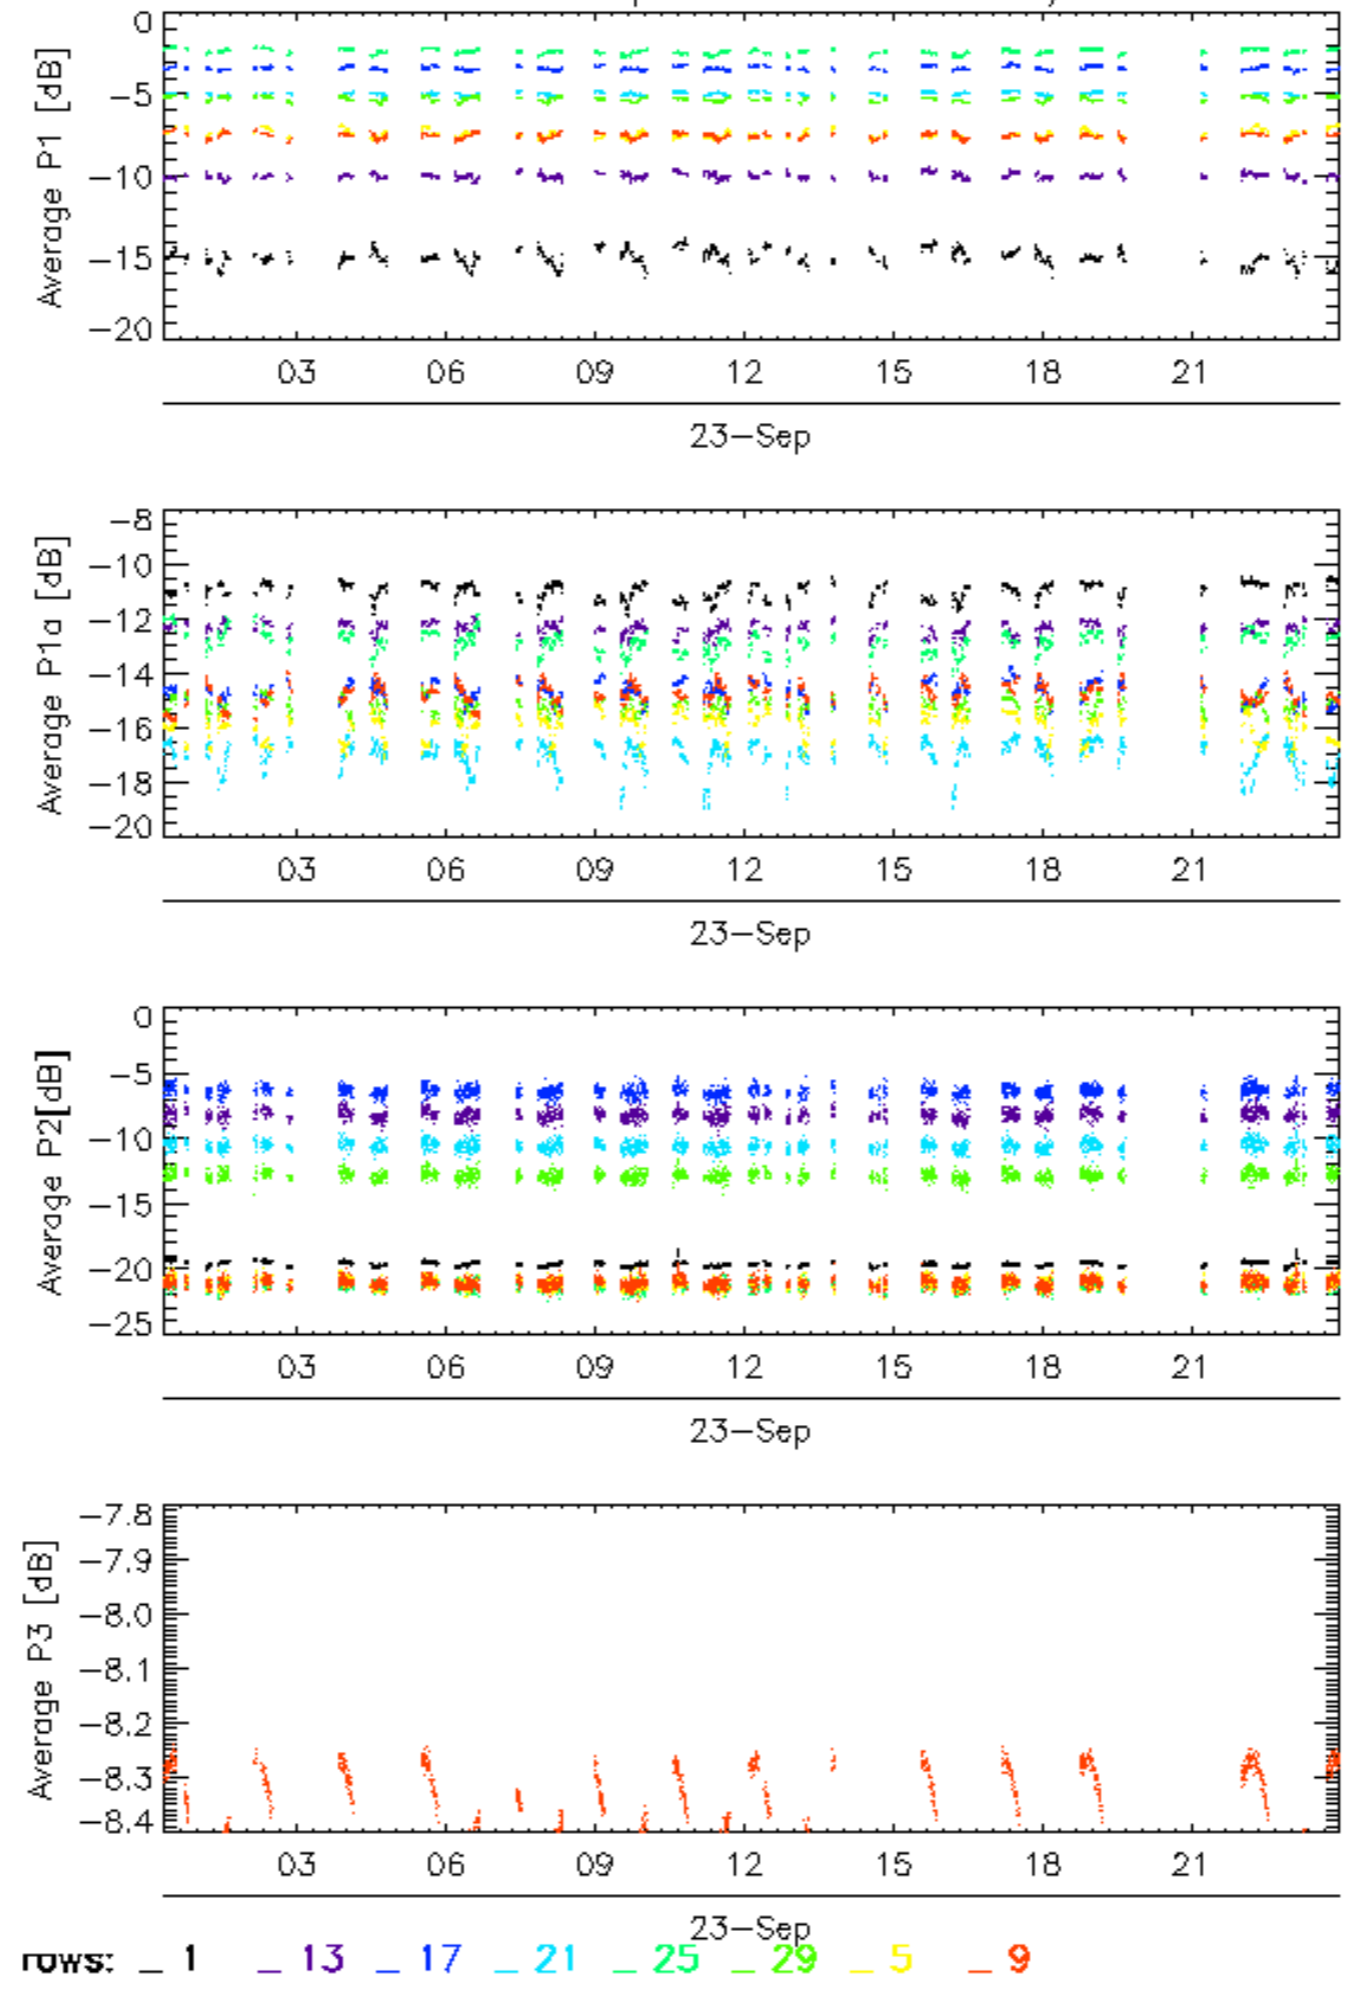 0
−5
−10
−15
−20
Average P1 [dB]
03 06 09 12 15 18 21
23−Sep
−8
−10
−12
−14
−16
−18
−20
Average P1a [dB]
03 06 09 12 15 18 21
23−Sep
0
−5
−10
−15
−20
−25
Average P2[dB]
03 06 09 12 15 18 21
23−Sep
−7.8
−7.9
−8.0
−8.1
−8.2
−8.3
−8.4
Average P3 [dB]
03 06 09 12 15 18 21
23−Sep
rows: _ 1 _ 13 _ 17 _ 21 _ 25 _ 29 _ 5 _ 9